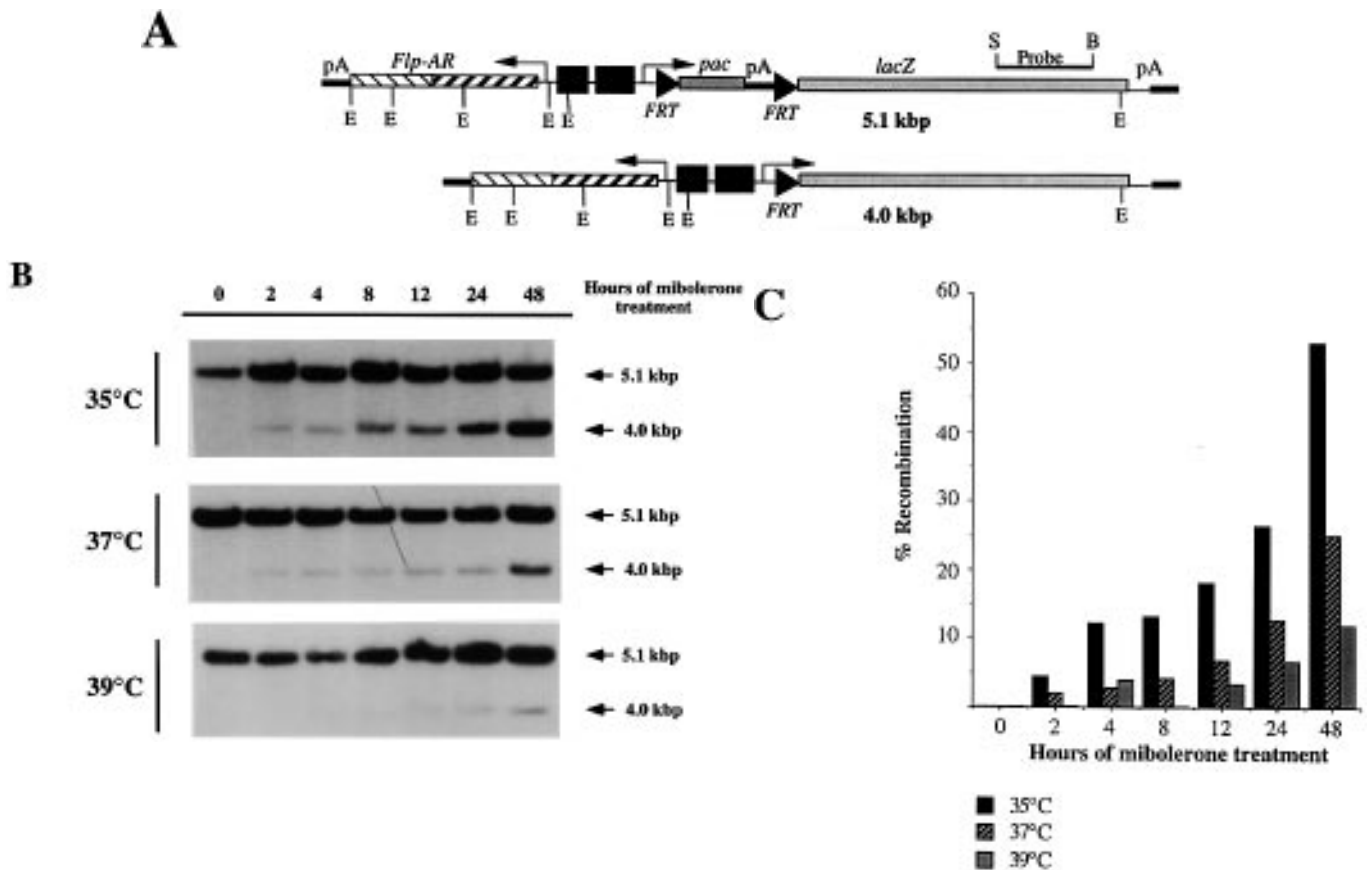 A
pA Flp-AR pac pA lacZ S Probe B pA
E E E E E FRT FRT 5.1 kbp E
E E E E E FRT 4.0 kbp E
B
0 2 4 8 12 24 48 Hours of mibolerone
treatment
35°C
5.1 kbp
4.0 kbp
37°C
5.1 kbp
4.0 kbp
39°C
5.1 kbp
4.0 kbp
C
60
50
40
30
20
10
% Recombination
0 2 4 8 12 24 48
Hours of mibolerone treatment
35°C
37°C
39°C